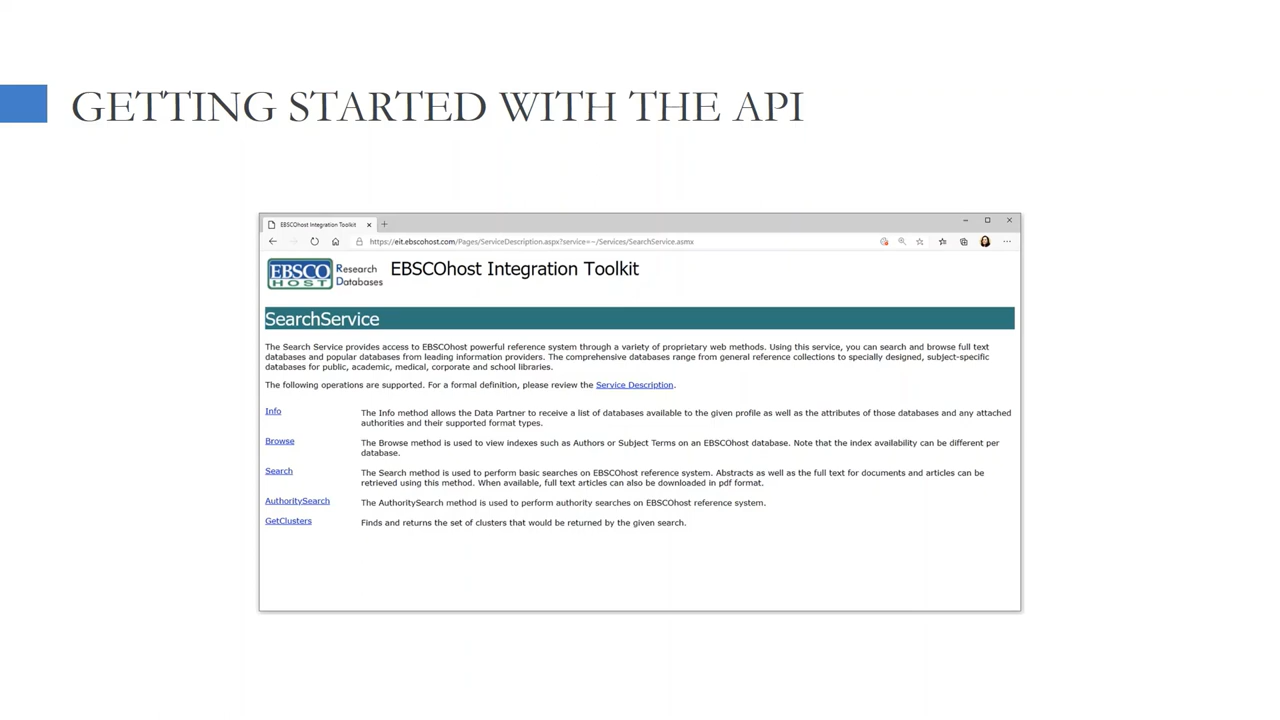 GETTING STARTED WITH THE API
EBSCOhost Integration Toolkit
https://eit.ebscohost.com/Pages/ServiceDescription.aspx?service=~/Services/SearchService.asmx
EBSCO
HOST
Research
Databases
EBSCOhost Integration Toolkit
SearchService
The Search Service provides access to EBSCOhost powerful reference system through a variety of proprietary web methods. Using this service, you can search and browse full text
databases and popular databases from leading information providers. The comprehensive databases range from general reference collections to specially designed, subject-specific
databases for public, academic, medical, corporate and school libraries.
The following operations are supported. For a formal definition, please review the Service Description.
Info
The Info method allows the Data Partner to receive a list of databases available to the given profile as well as the attributes of those databases and any attached
authorities and their supported format types.
Browse
The Browse method is used to view indexes such as Authors or Subject Terms on an EBSCOhost database. Note that the index availability can be different per
database.
Search
The Search method is used to perform basic searches on EBSCOhost reference system. Abstracts as well as the full text for documents and articles can be
retrieved using this method. When available, full text articles can also be downloaded in pdf format.
AuthoritySearch
The AuthoritySearch method is used to perform authority searches on EBSCOhost reference system.
GetClusters
Finds and returns the set of clusters that would be returned by the given search.